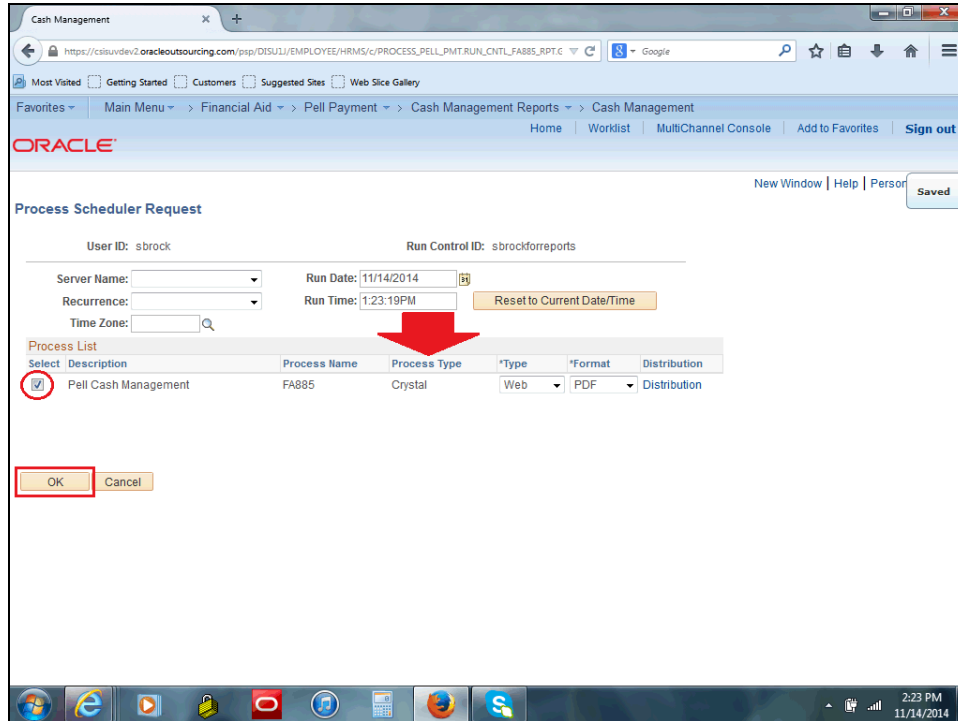 Cash Management
https://csisuvdev2.oracleoutsourcing.com/psp/DISU1J/EMPLOYEE/HRMS/c/PROCESS_PELL_PMT.RUN_CNTL_FA885_RPT.G
Google
Most Visited Getting Started Customers Suggested Sites Web Slice Gallery
Favorites Main Menu > Financial Aid > Pell Payment > Cash Management Reports > Cash Management
Home Worklist MultiChannel Console Add to Favorites Sign out
ORACLE
New Window | Help | Person
Saved
Process Scheduler Request
User ID: sbrock Run Control ID: sbrockforreports
Server Name: Run Date: 11/14/2014 31
Recurrence: Run Time: 1:23:19PM Reset to Current Date/Time
Time Zone:
Process List
Select Description Process Name Process Type *Type *Format Distribution
Pell Cash Management FA885 Crystal Web PDF Distribution
OK Cancel
2:23 PM
11/14/2014